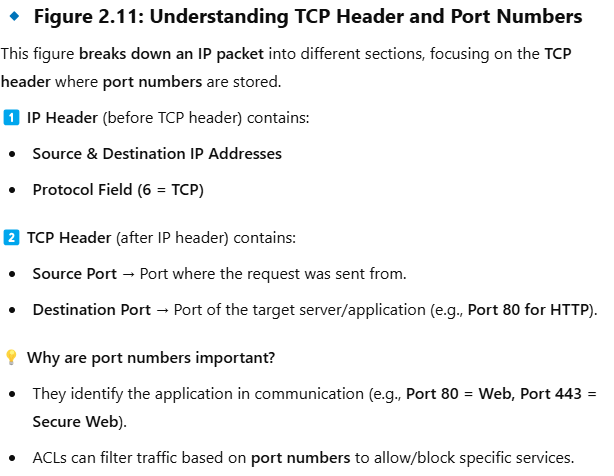 🔹 Figure 2.11: Understanding TCP Header and Port Numbers
This figure breaks down an IP packet into different sections, focusing on the TCP
header where port numbers are stored.
1️⃣ IP Header (before TCP header) contains:
• Source & Destination IP Addresses
• Protocol Field (6 = TCP)
2️⃣ TCP Header (after IP header) contains:
• Source Port → Port where the request was sent from.
• Destination Port → Port of the target server/application (e.g., Port 80 for HTTP).
💡 Why are port numbers important?
• They identify the application in communication (e.g., Port 80 = Web, Port 443 =
Secure Web).
• ACLs can filter traffic based on port numbers to allow/block specific services.